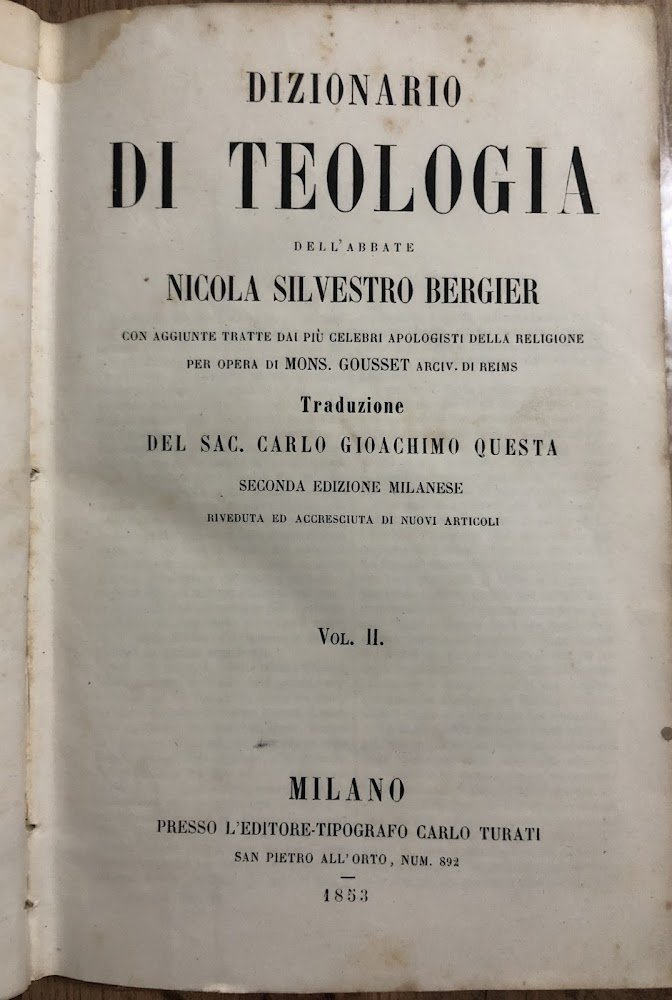 DIZIONARIO
DI TEOLOGIA
DELL'ABBATE
NICOLA SILVESTRO BERGIER
CON AGGIUNTE TRATTE DAI PIÙ CELEBRI APOLOGISTI DELLA RELIGIONE
PER OPERA DI MONS. GOUSSET ARCIV. DI REIMS
Traduzione
DEL SAC. CARLO GIOACHIMO QUESTA
SECONDA EDIZIONE MILANESE
RIVEDUTA ED ACCRESCIUTA DI NUOVI ARTICOLI
VOL. II.
MILANO
PRESSO L'EDITORE-TIPOGRAFO CARLO TURATI
SAN PIETRO ALL'ORTO, NUM. 892
1853